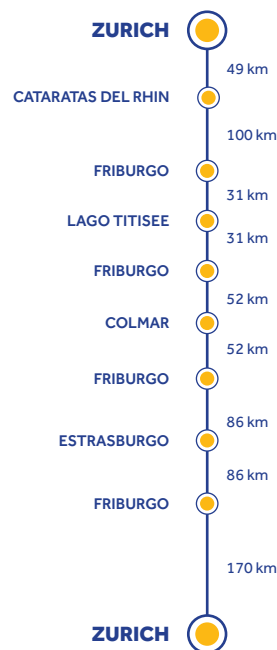 ZURICH
49 km
CATARATAS DEL RHIN
100 km
FRIBURGO
31 km
LAGO TITISEE
31 km
FRIBURGO
52 km
COLMAR
52 km
FRIBURGO
86 km
ESTRASBURGO
86 km
FRIBURGO
170 km
ZURICH